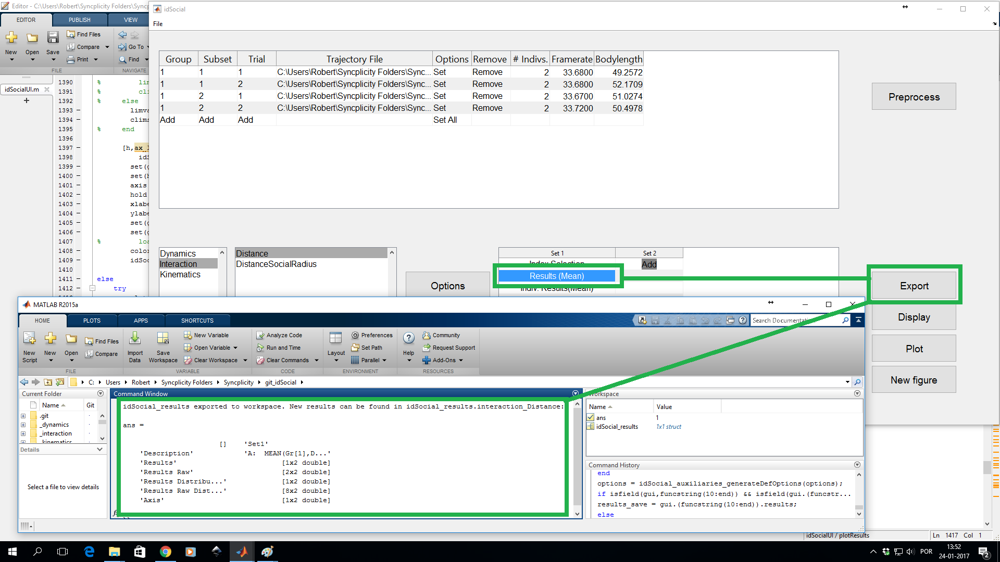 Editor - C:\Users\Robert\Syncplicity Folders\Syncp
idSocial
EDITOR PUBLISH VIEW
File
New Open Save Find Files Compare Print Go To Find
FILE NAVIGATE
idSocialUI.m
1390 % lin
1391 % cli
1392 % else
1393 limva
1394 clims
1395 % end
1396
1397 [h,ax_l
1398 idS
1399 set(g
1400 set(h
1401 axis
1402 hold
1403 xlabe
1404 ylabe
1405 set(g
1406 set(g
1407 % loa
1408 color
1409 idSoc
1410
1411 else
1412 try
Group Subset Trial Trajectory File Options Remove # Indivs. Framerate Bodylength
1 1 1 C:\Users\Robert\Syncplicity Folders\Sync... Set Remove 2 33.6800 49.2572
1 1 2 C:\Users\Robert\Syncplicity Folders\Sync... Set Remove 2 33.6800 52.1709
1 2 1 C:\Users\Robert\Syncplicity Folders\Sync... Set Remove 2 33.6700 51.0274
1 2 2 C:\Users\Robert\Syncplicity Folders\Sync... Set Remove 2 33.7200 50.4978
Add Add Add Set All
Preprocess
Dynamics
Interaction
Kinematics
Distance
DistanceSocialRadius
Options
Set 1 Set 2
Index Selection Add
Results (Mean)
Indiv. Results(Mean)
Export
Display
Plot
New figure
MATLAB R2015a
HOME PLOTS APPS SHORTCUTS
Search Documentation
New Script New Open Find Files Compare
Import Data Save Workspace New Variable Open Variable Clear Workspace
Analyze Code Run and Time Clear Commands
Layout Preferences Set Path Parallel
Help Community Request Support Add-Ons
FILE VARIABLE CODE ENVIRONMENT RESOURCES
C: Users Robert Syncplicity Folders Syncplicity git_idSocial
Current Folder
Name Git
.git
_dynamics
_interaction
_kinematics
Details
Select a file to view details
Command Window
idSocial_results exported to workspace. New results can be found in idSocial_results.interaction_Distance:
ans =
[] 'Set1'
'Description' 'A: MEAN(Gr[1],D...'
'Results' [1x2 double]
'Results Raw' [2x2 double]
'Results Distribu...' [1x2 double]
'Results Raw Dist...' [8x2 double]
'Axis' [1x2 double]
Workspace
Name Value
ans 1
idSocial_results 1x1 struct
Command History
end
options = idSocial_auxiliaries_generateDefOptions(options);
if isfield(gui,funcstring(10:end)) && isfield(gui.(funcstr...
results_save = gui.(funcstring(10:end)).results;
else
idSocialUI / plotResults Ln 1417 Col 1
POR
13:52
24-01-2017
2